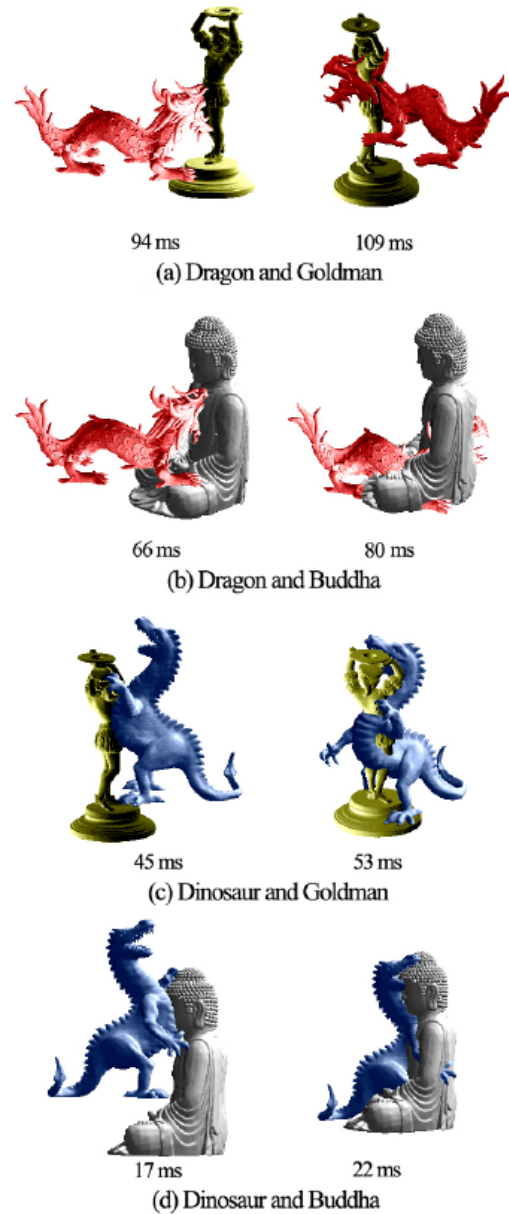 94 ms 109 ms
(a) Dragon and Goldman
66 ms 80 ms
(b) Dragon and Buddha
45 ms 53 ms
(c) Dinosaur and Goldman
17 ms 22 ms
(d) Dinosaur and Buddha